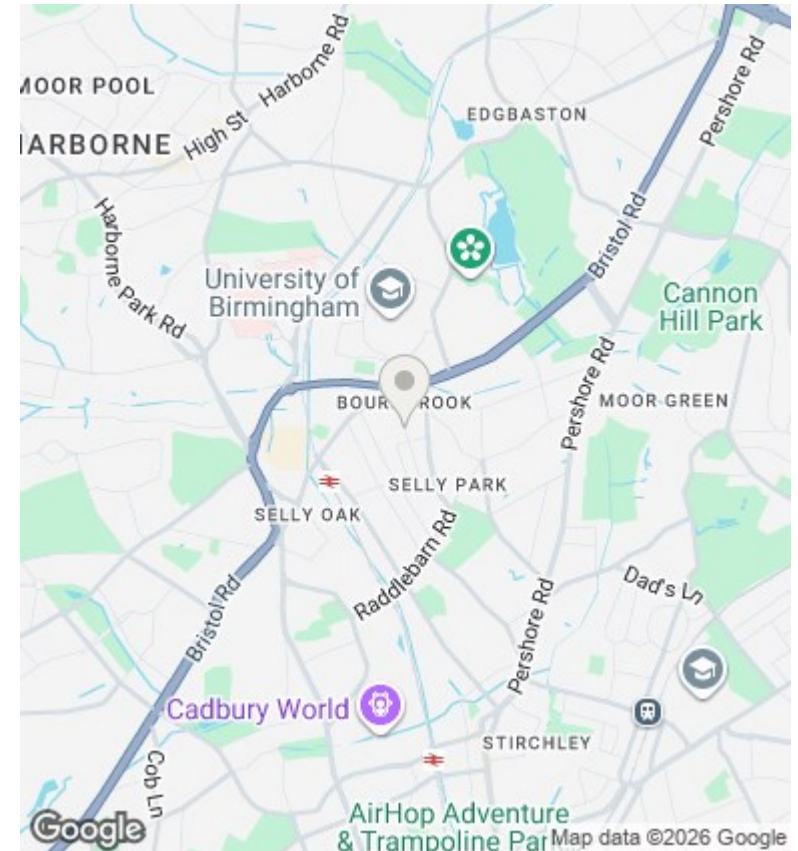 MOOR POOL
HARBORNE
High St
Harborne Rd
EDGBASTON
Pershore Rd
Harborne Park Rd
University of
Birmingham
Bristol Rd
Cannon
Hill Park
Pershore Rd
MOOR GREEN
SELLY PARK
SELLY OAK
Raddlebarn Rd
Dad's Ln
Bristol Rd
Pershore Rd
Cadbury World
STIRCHLEY
Cob Ln
AirHop Adventure
& Trampoline Par
Google
Map data ©2026 Google